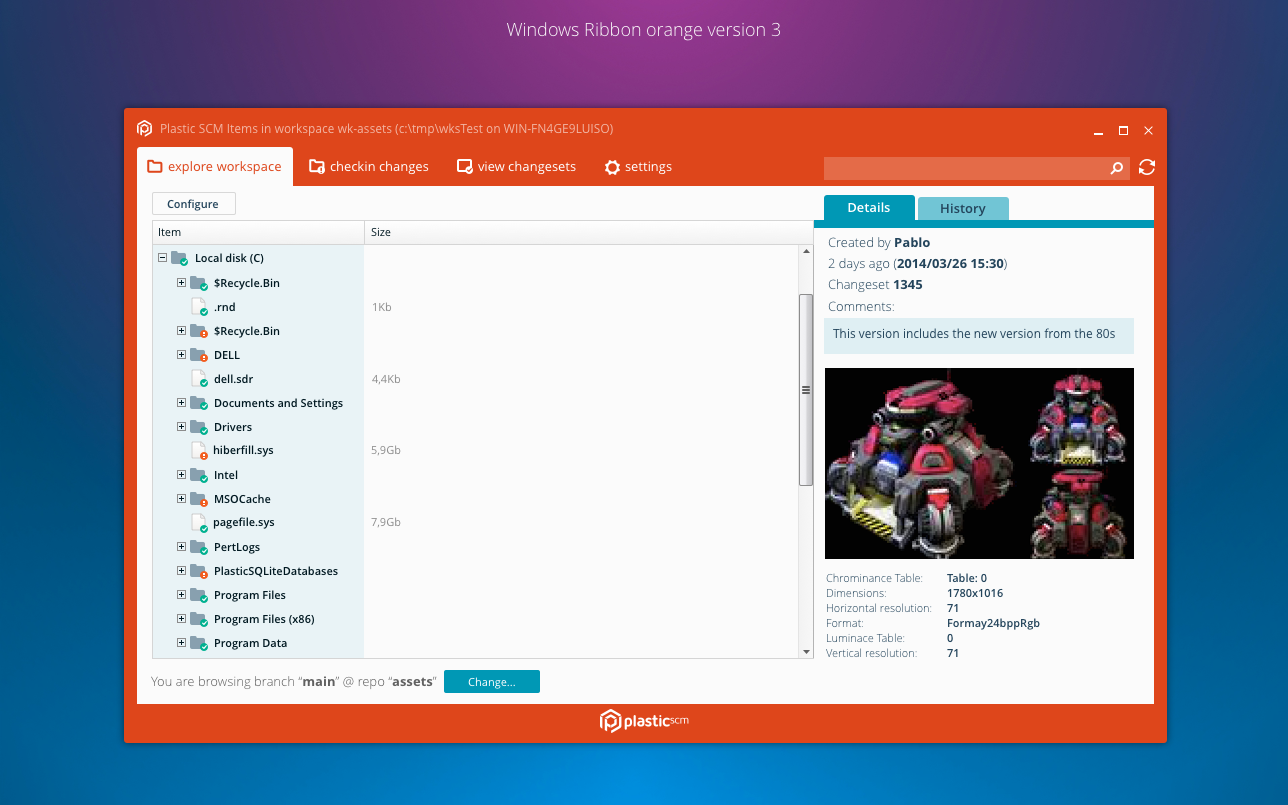 Windows Ribbon orange version 3
Plastic SCM Items in workspace wk-assets (c:\tmp\wksTest on WIN-FN4GE9LUISO)
explore workspace
checkin changes
view changesets
settings
Configure
Item
Size
Local disk (C)
$Recycle.Bin
.rnd 1Kb
$Recycle.Bin
DELL
dell.sdr 4,4Kb
Documents and Settings
Drivers
hiberfill.sys 5,9Gb
Intel
MSOCache
pagefile.sys 7,9Gb
PertLogs
PlasticSQLiteDatabases
Program Files
Program Files (x86)
Program Data
You are browsing branch “main” @ repo “assets”
Change...
Details
History
Created by Pablo
2 days ago (2014/03/26 15:30)
Changeset 1345
Comments:
This version includes the new version from the 80s
Chrominance Table: Table: 0
Dimensions: 1780x1016
Horizontal resolution: 71
Format: Formay24bppRgb
Luminace Table: 0
Vertical resolution: 71
plasticscm